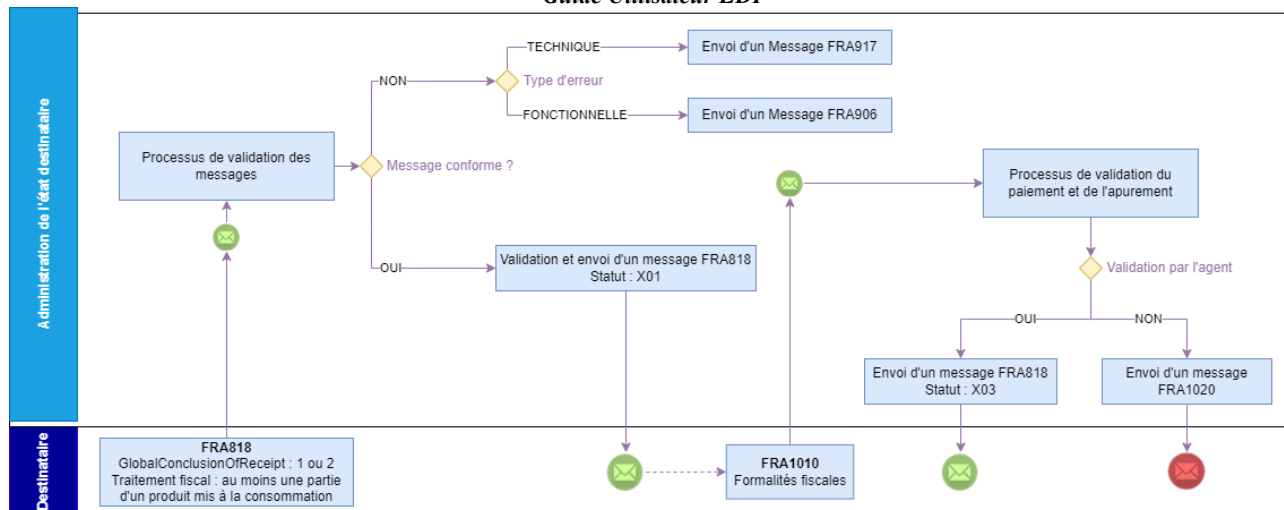 Guide Utilisateur EDI
Administration de l'état destinataire
TECHNIQUE
Envoi d'un Message FRA917
NON
Type d'erreur
FONCTIONNELLE
Envoi d'un Message FRA906
Processus de validation des
messages
Message conforme ?
Processus de validation du
paiement et de l'apurement
OUI
Validation et envoi d'un message FRA818
Statut : X01
Validation par l'agent
OUI
NON
Envoi d'un message FRA818
Statut : X03
Envoi d'un message
FRA1020
Destinataire
FRA818
GlobalConclusionOfReceipt : 1 ou 2
Traitement fiscal : au moins une partie
d'un produit mis à la consommation
FRA1010
Formalités fiscales